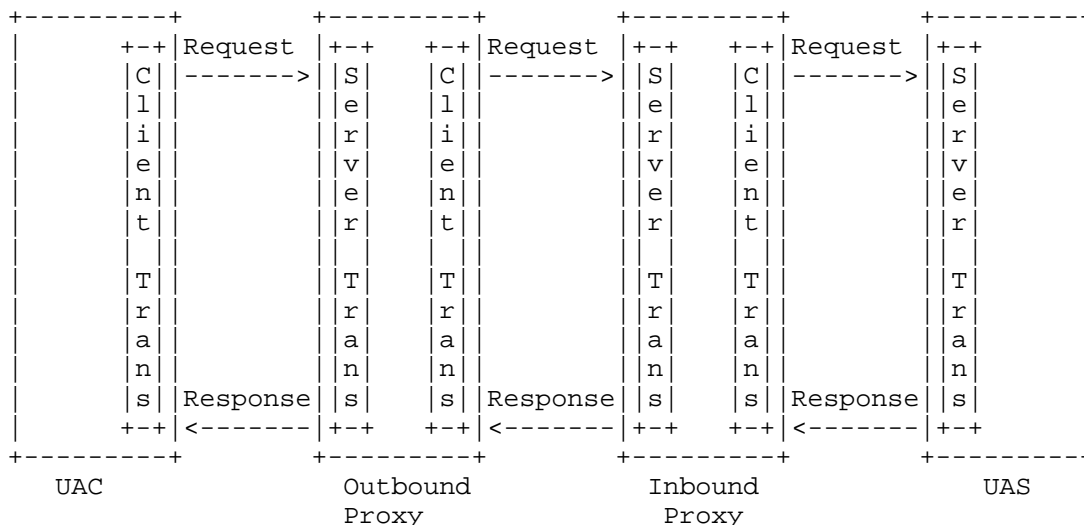 +---------+        +---------+        +---------+        +---------
|      +-+|Request |+-+   +-+|Request |+-+   +-+|Request |+-+
|      |C||------->||S|   |C||------->||S|   |C||------->||S|
|      |l||        ||e|   |l||        ||e|   |l||        ||e|
|      |i||        ||r|   |i||        ||r|   |i||        ||r|
|      |e||        ||v|   |e||        ||v|   |e||        ||v|
|      |n||        ||e|   |n||        ||e|   |n||        ||e|
|      |t||        ||r|   |t||        ||r|   |t||        ||r|
|      | ||        || |   | ||        || |   | ||        || |
|      |T||        ||T|   |T||        ||T|   |T||        ||T|
|      |r||        ||r|   |r||        ||r|   |r||        ||r|
|      |a||        ||a|   |a||        ||a|   |a||        ||a|
|      |n||        ||n|   |n||        ||n|   |n||        ||n|
|      |s||Response||s|   |s||Response||s|   |s||Response||s|
|      +-+|<-------|+-+   +-+|<-------|+-+   +-+|<-------|+-+
+---------+        +---------+        +---------+        +---------
UAC Outbound Inbound UAS
Proxy Proxy